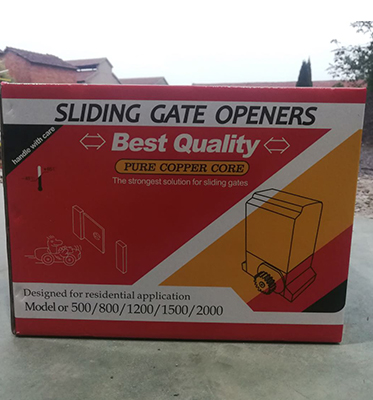 SLIDING GATE OPENERS
handle with care
Best Quality
PURE COPPER CORE
The strongest solution for sliding gates
Designed for residential application
Model or 500/800/1200/1500/2000